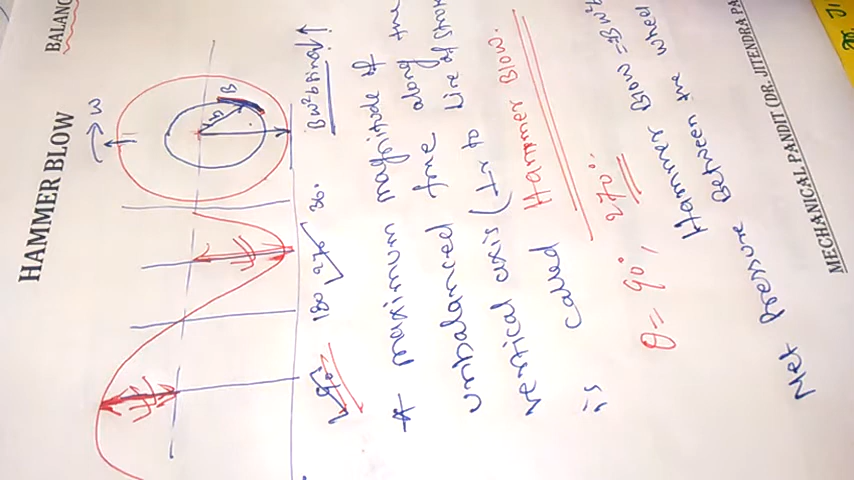 BALANC
HAMMER BLOW
ω
B
Bω²b sinθ ↓↑
90° 180 270 360
* maximum magnitude of
unbalanced force along the
vertical axis (⊥r to Line of Strok
is called Hammer Blow.
θ = 90°, 270°.
Hammer Blow = Bω²b
Net Pressure Between the wheel
MECHANICAL PANDIT (DR. JITENDRA PA